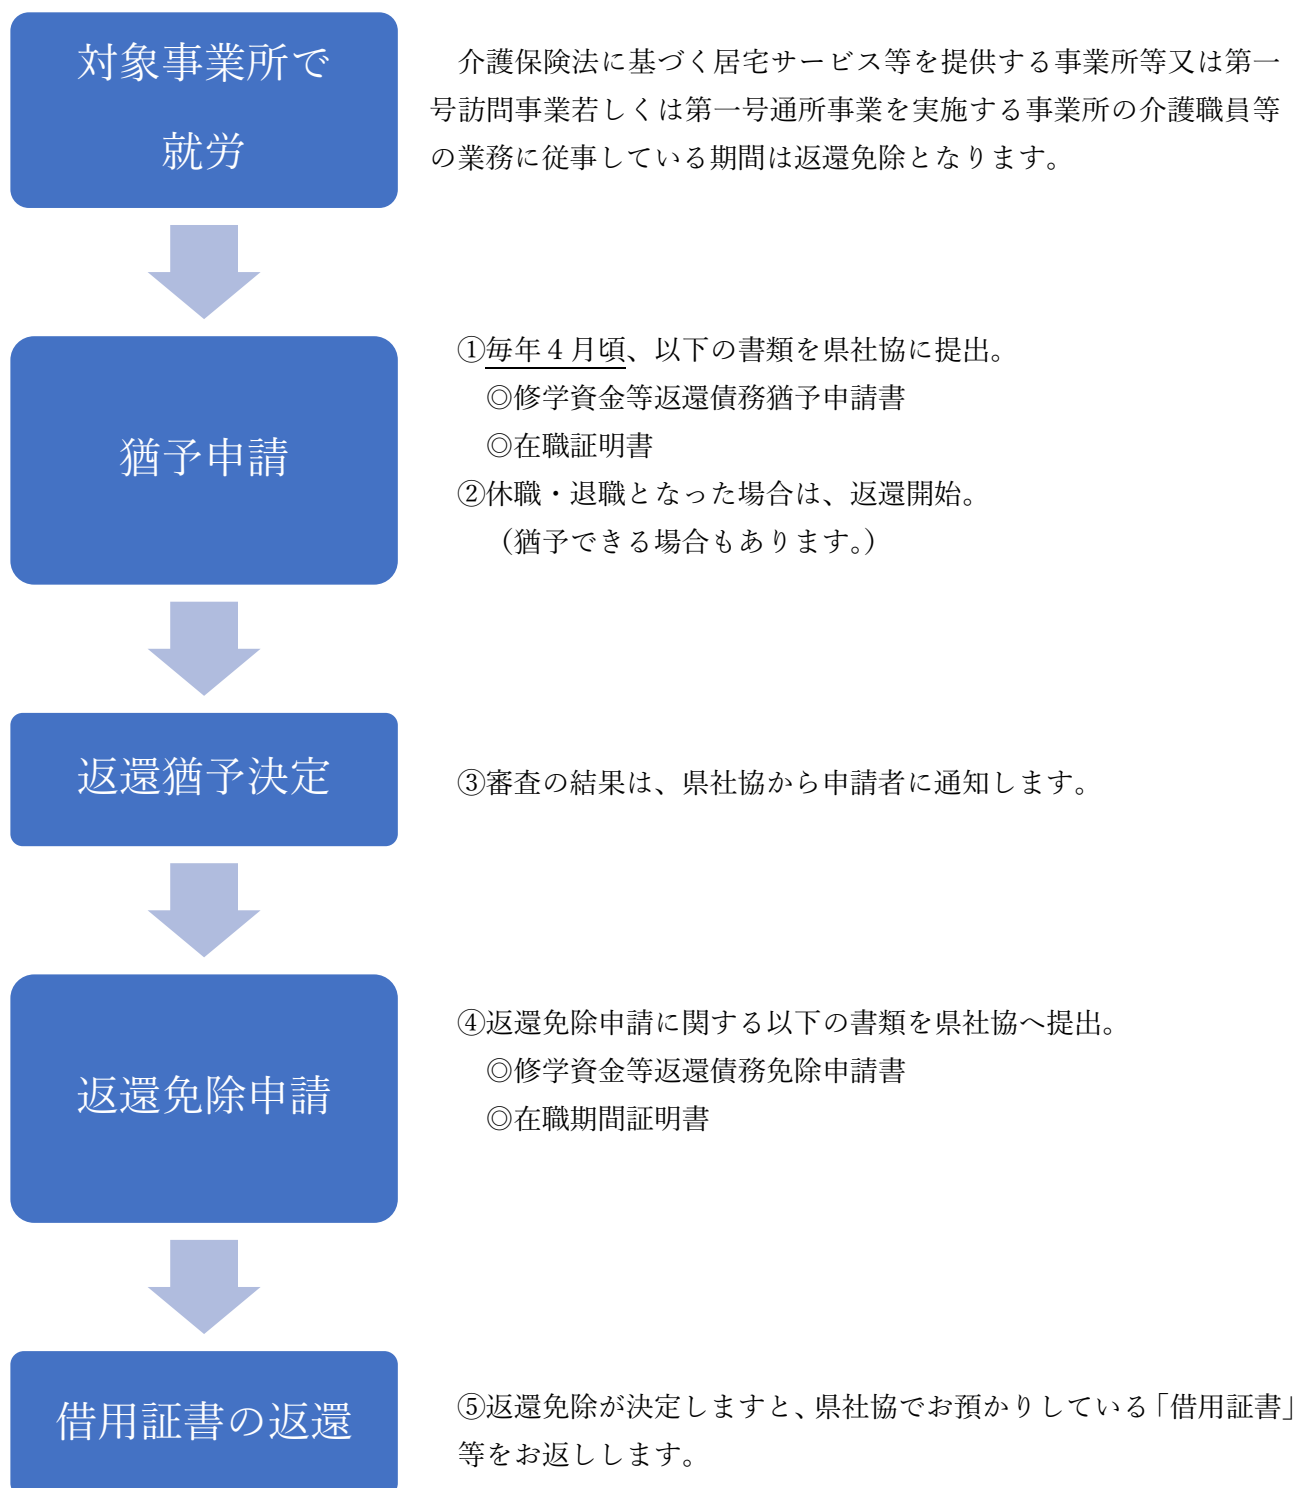 対象事業所で
就労
介護保険法に基づく居宅サービス等を提供する事業所等又は第一
号訪問事業若しくは第一号通所事業を実施する事業所の介護職員等
の業務に従事している期間は返還免除となります。
猶予申請
①毎年４月頃、以下の書類を県社協に提出。
◎修学資金等返還債務猶予申請書
◎在職証明書
②休職・退職となった場合は、返還開始。
（猶予できる場合もあります。）
返還猶予決定
③審査の結果は、県社協から申請者に通知します。
返還免除申請
④返還免除申請に関する以下の書類を県社協へ提出。
◎修学資金等返還債務免除申請書
◎在職期間証明書
借用証書の返還
⑤返還免除が決定しますと、県社協でお預かりしている「借用証書」
等をお返しします。